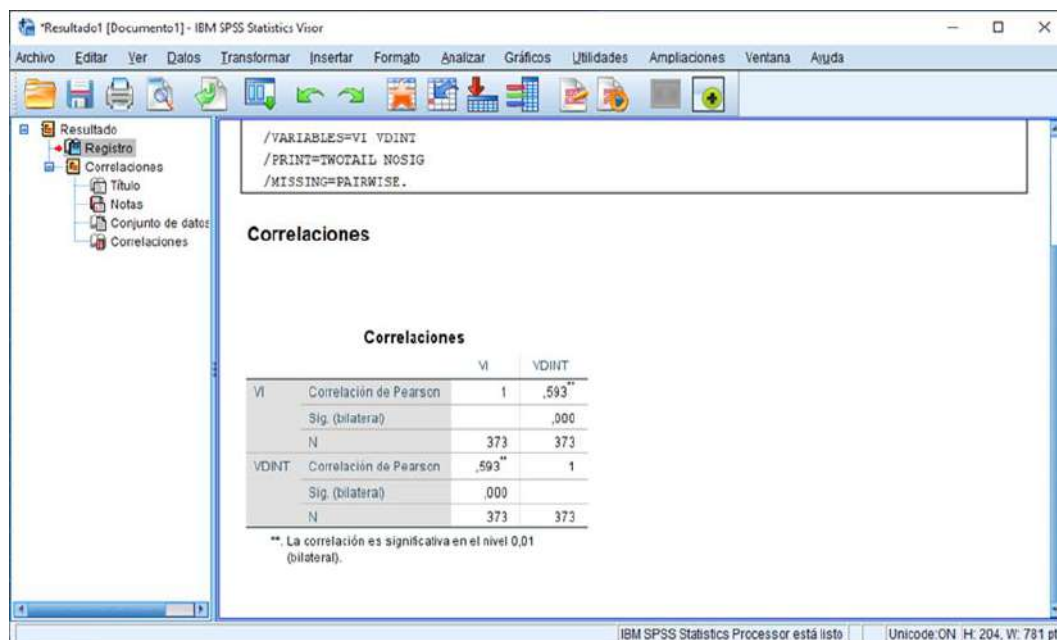 *Resultado1 [Documento1] - IBM SPSS Statistics Visor
Archivo Editar Ver Datos Transformar Insertar Formato Analizar Gráficos Utilidades Ampliaciones Ventana Ayuda
Resultado
Registro
Correlaciones
Título
Notas
Conjunto de datos
Correlaciones
/VARIABLES=VI VDINT
/PRINT=TWOTAIL NOSIG
/MISSING=PAIRWISE.
Correlaciones
Correlaciones
VI VDINT
VI Correlación de Pearson 1 ,593**
Sig. (bilateral) ,000
N 373 373
VDINT Correlación de Pearson ,593** 1
Sig. (bilateral) ,000
N 373 373
**. La correlación es significativa en el nivel 0,01
(bilateral).
IBM SPSS Statistics Processor está listo Unicode:ON H: 204, W: 781